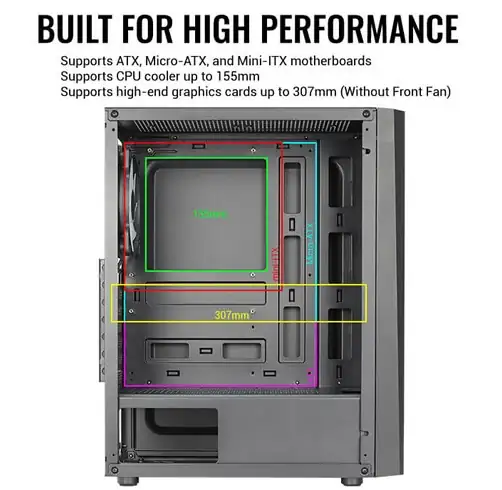 BUILT FOR HIGH PERFORMANCE
Supports ATX, Micro-ATX, and Mini-ITX motherboards
Supports CPU cooler up to 155mm
Supports high-end graphics cards up to 307mm (Without Front Fan)
155mm
mini-ITX
Micro-ATX
307mm